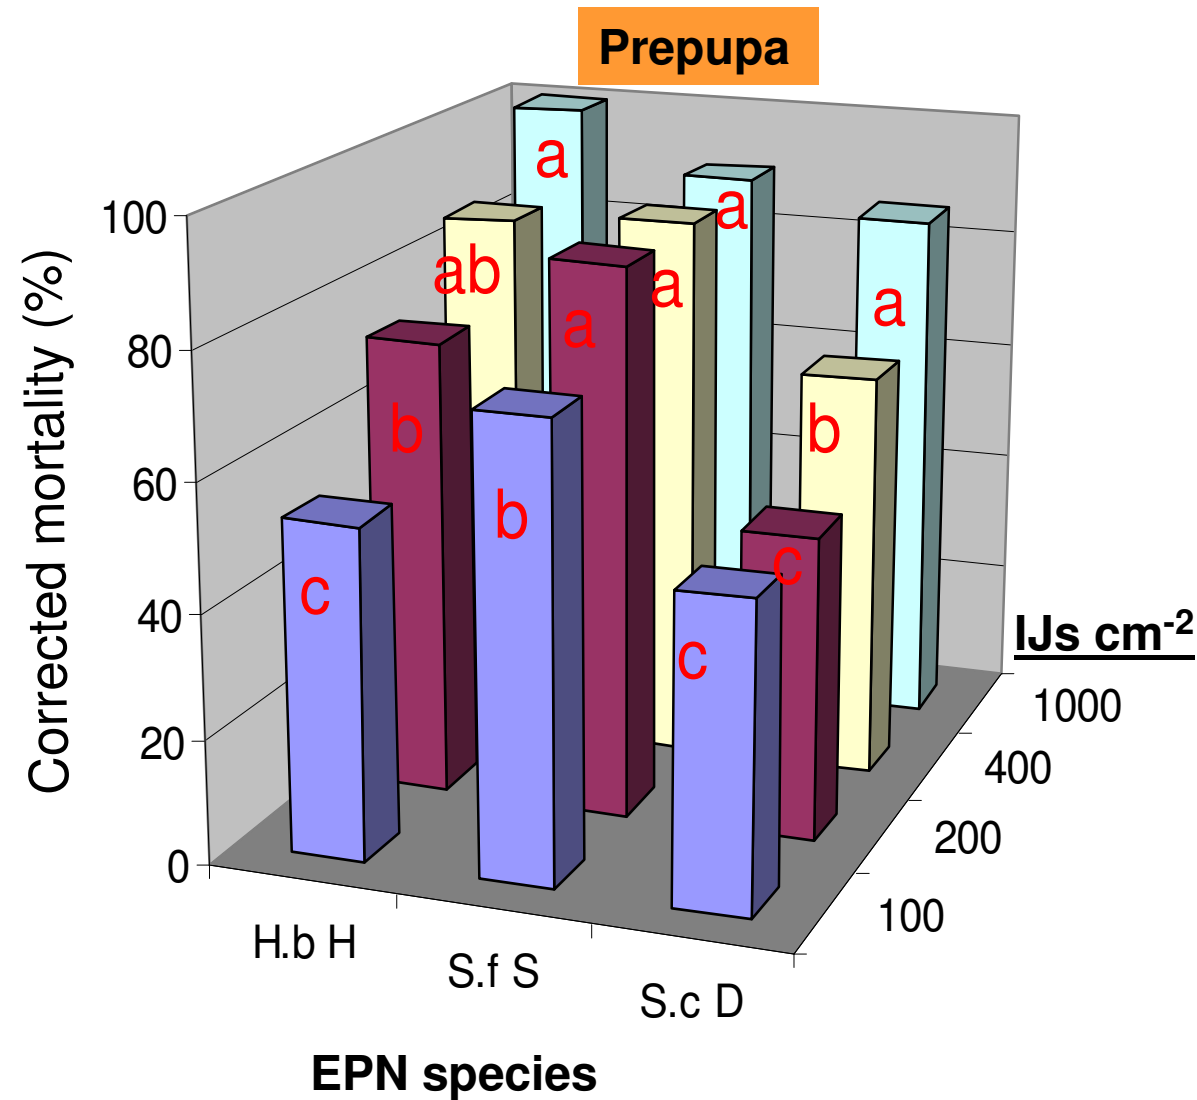 Prepupa
a
a
ab
a
a
a
b
b
b
c
c
c
100
80
60
40
20
0
Corrected mortality (%)
IJs cm-2
1000
400
200
100
H.b H
S.f S
S.c D
EPN species